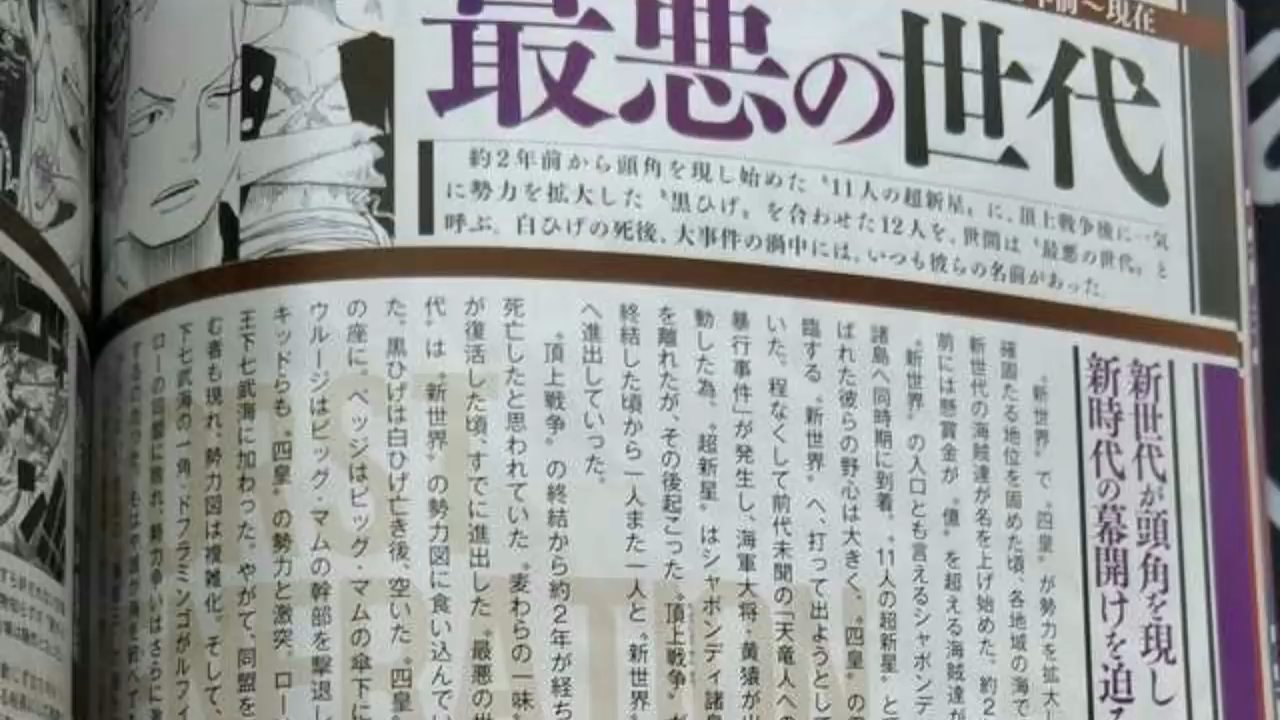 年前～現在
最悪の世代
約2年前から頭角を現し始めた〝11人の超新星〟に、頂上戦争後に一気
に勢力を拡大した〝黒ひげ〟を合わせた12人を、世間は〝最悪の世代〟と
呼ぶ。白ひげの死後、大事件の渦中には、いつも彼らの名前があった。
新世代が頭角を現し
新時代の幕開けを迫る
〝新世界〟で〝四皇〟が勢力を拡大
確固たる地位を固めた頃、各地域の海で
新世代の海賊達が名を上げ始めた。約2
前には懸賞金が〝億〟を超える海賊達が
〝新世界〟の入口とも言えるシャボンデ
諸島へ同時期に到着。〝11人の超新星〟と
ばれた彼らの野心は大きく、〝四皇〟の
臨する〝新世界〟へ、打って出ようとして
いた。程なくして前代未聞の「天竜人への
暴行事件」が発生し、海軍大将・黄猿が出
動した為、〝超新星〟はシャボンディ諸島
を離れたが、その後起こった〝頂上戦争〟が
終結した頃から一人また一人と〝新世界〟
へ進出していった。
〝頂上戦争〟の終結から約2年が経ち
死亡したと思われていた〝麦わらの一味〟
が復活した頃、すでに進出した〝最悪の世
代〟は〝新世界〟の勢力図に食い込んでい
た。黒ひげは白ひげ亡き後、空いた〝四皇〟
の座に。ベッジはビッグ・マムの傘下に
ウルージはビッグ・マムの幹部を撃退し
キッドらも〝四皇〟の勢力と激突。ロー
王下七武海に加わった。やがて、同盟を
む者も現れ、勢力図は複雑化。そして、
下七武海の一角・ドフラミンゴがルフィ
ローの同盟に敗れ、勢力争いはさらに激